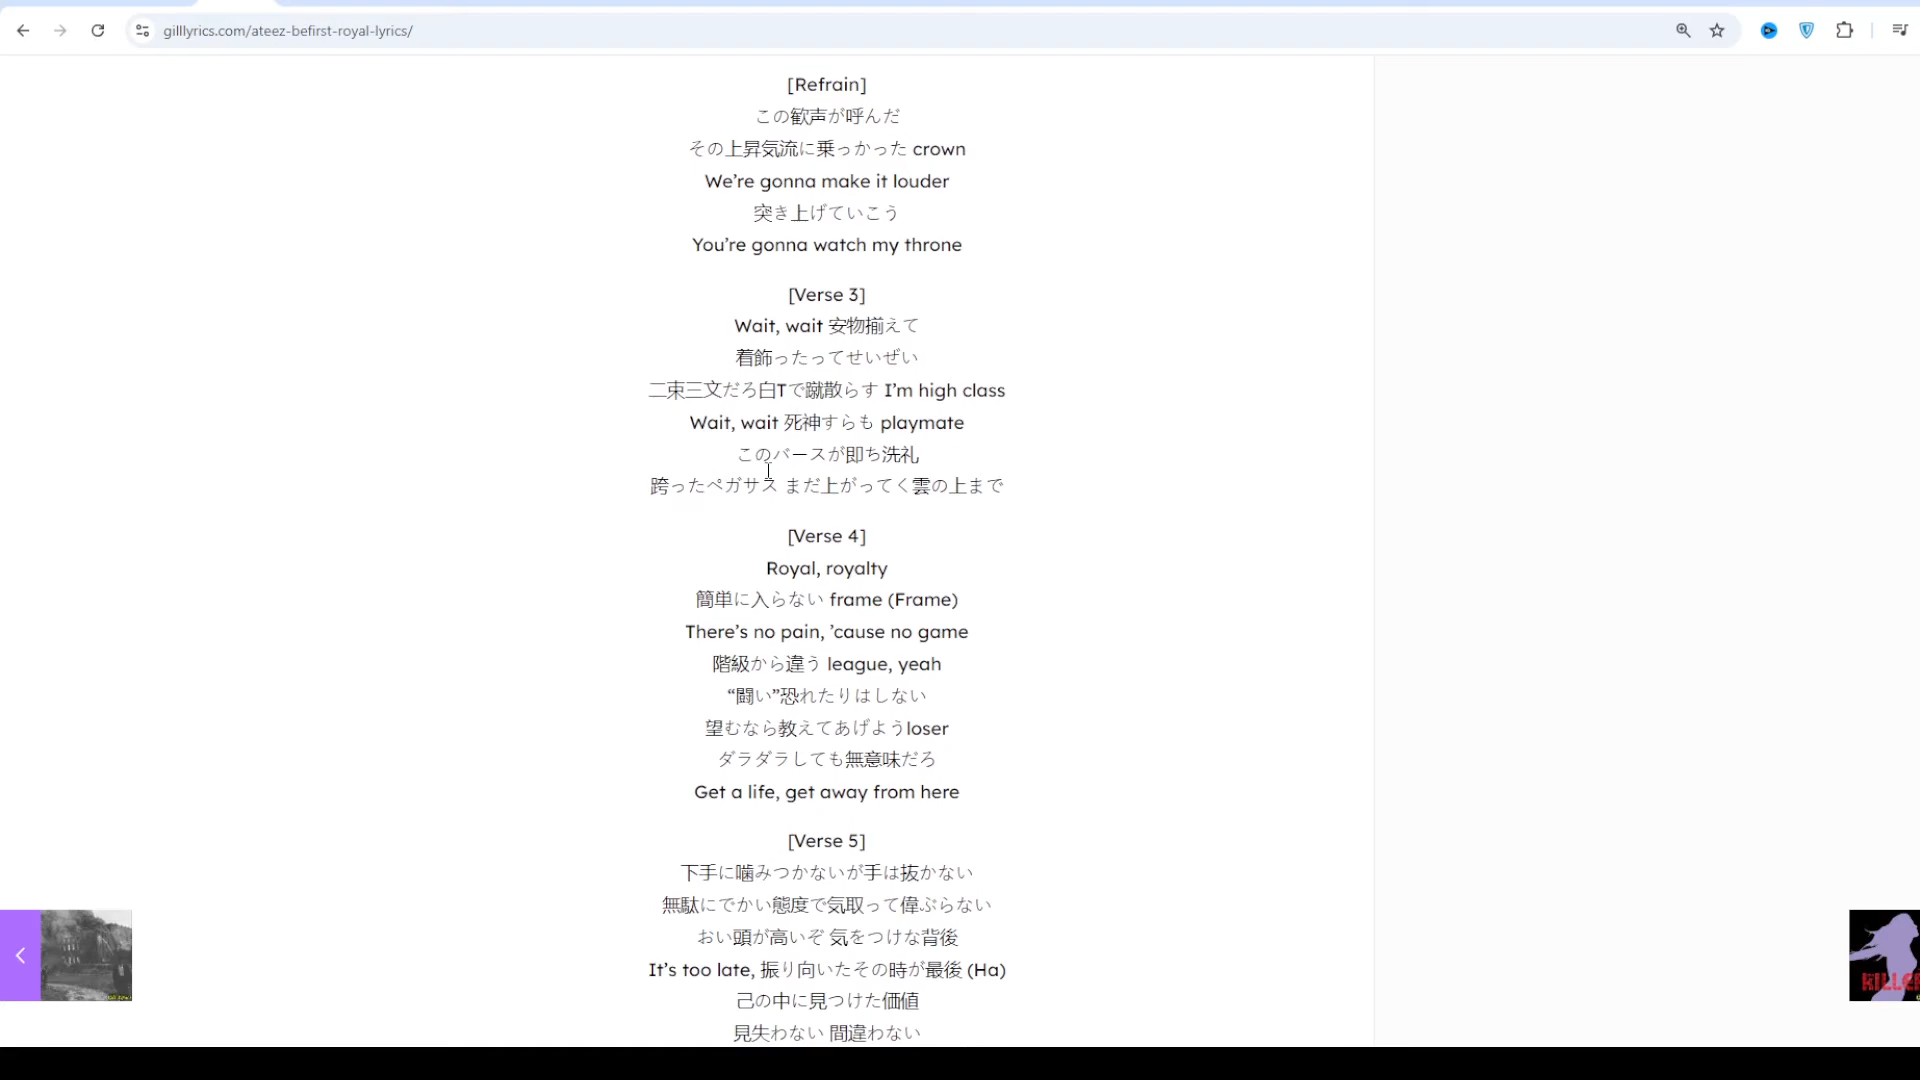 gilllyrics.com/ateez-befirst-royal-lyrics/
[Refrain]
この歓声が呼んだ
その上昇気流に乗っかった crown
We’re gonna make it louder
突き上げていこう
You’re gonna watch my throne
[Verse 3]
Wait, wait 安物揃えて
着飾ったってせいぜい
二束三文だろ白Tで蹴散らす I’m high class
Wait, wait 死神すらも playmate
このバースが即ち洗礼
跨ったペガサス まだ上がってく雲の上まで
[Verse 4]
Royal, royalty
簡単に入らない frame (Frame)
There’s no pain, ’cause no game
階級から違う league, yeah
“闘い”恐れたりはしない
望むなら教えてあげようloser
ダラダラしても無意味だろ
Get a life, get away from here
[Verse 5]
下手に噛みつかないが手は抜かない
無駄にでかい態度で気取って偉ぶらない
おい頭が高いぞ 気をつけな背後
It’s too late, 振り向いたその時が最後 (Ha)
己の中に見つけた価値
見失わない 間違わない